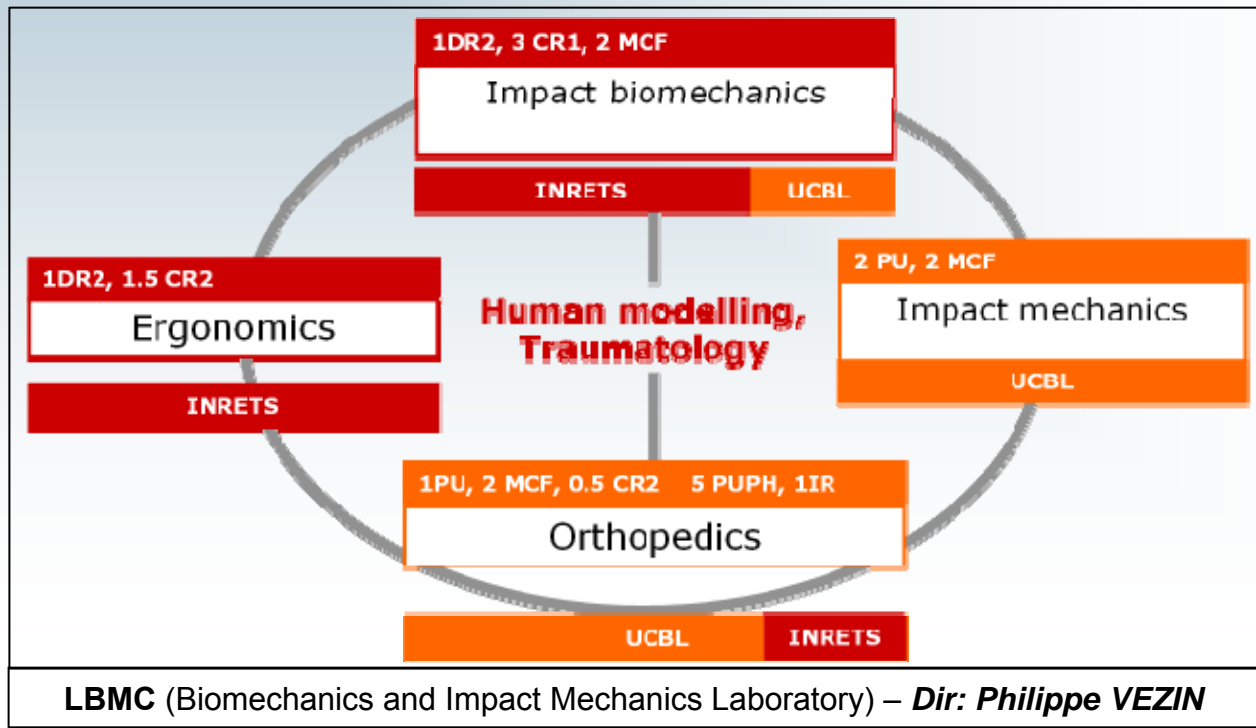 1DR2, 3 CR1, 2 MCF
Impact biomechanics
INRETS UCBL
1DR2, 1.5 CR2
Ergonomics
INRETS
Human modelling,
Traumatology
2 PU, 2 MCF
Impact mechanics
UCBL
1PU, 2 MCF, 0.5 CR2 5 PUPH, 1IR
Orthopedics
UCBL INRETS
LBMC (Biomechanics and Impact Mechanics Laboratory) – Dir: Philippe VEZIN